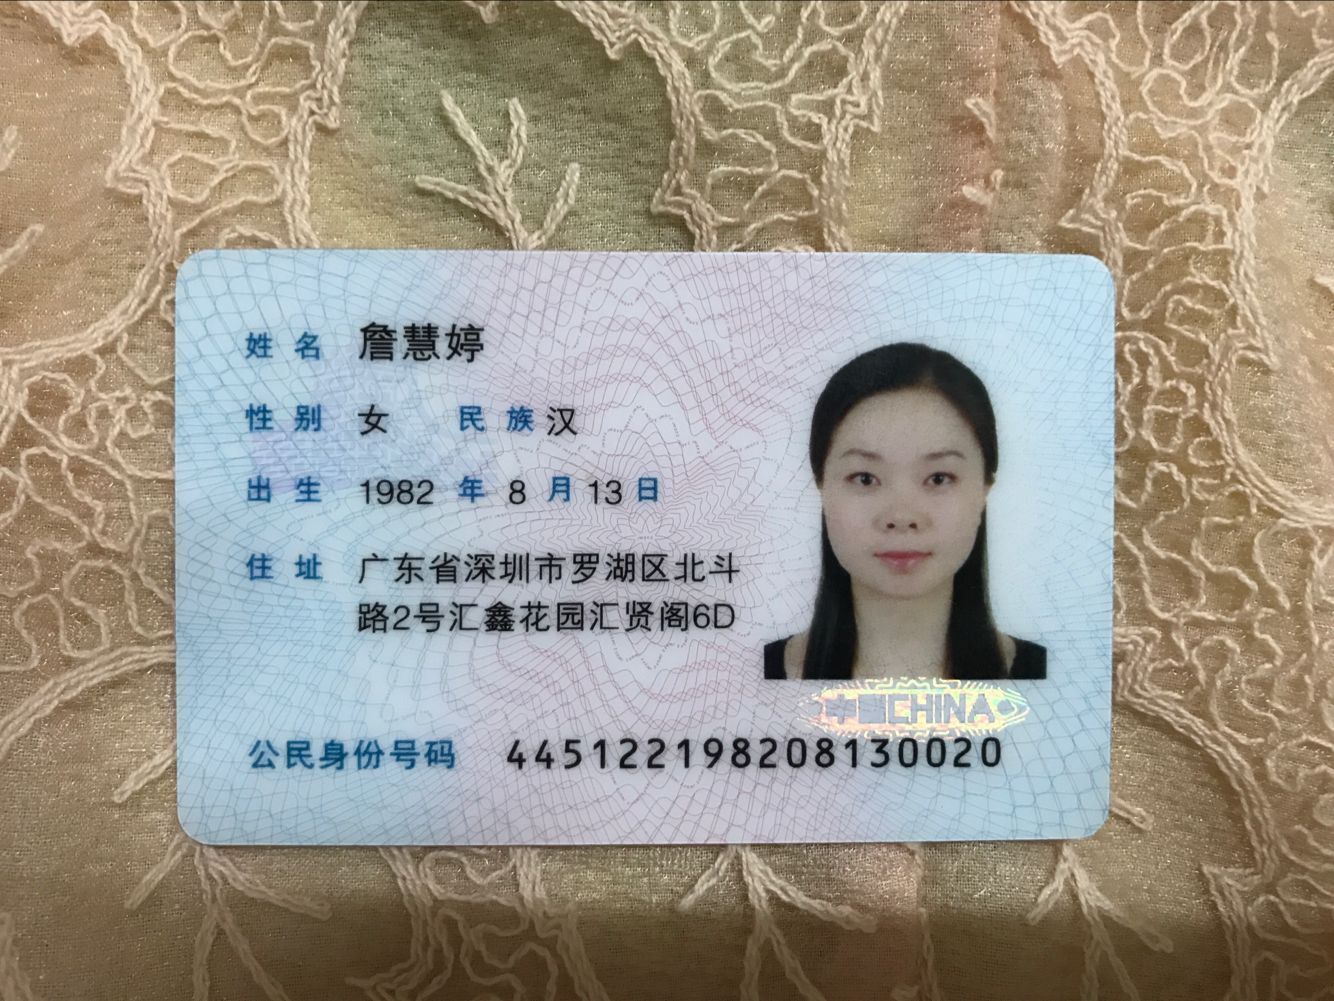 姓名 詹慧婷
性别 女 民族 汉
出生 1982 年 8 月 13 日
住址 广东省深圳市罗湖区北斗
路2号汇鑫花园汇贤阁6D
中国CHINA
公民身份号码 445122198208130020